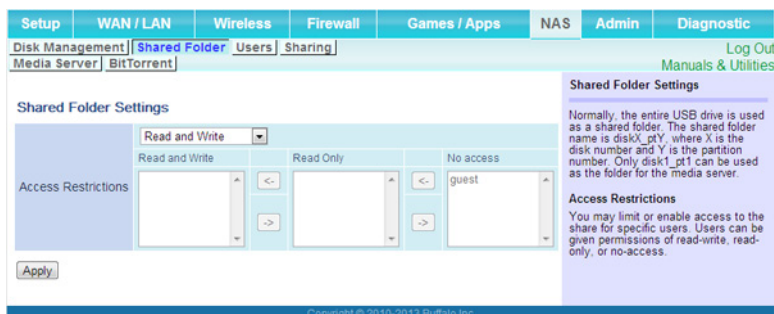 Setup WAN / LAN Wireless Firewall Games / Apps NAS Admin Diagnostic
Disk Management Shared Folder Users Sharing
Media Server BitTorrent
Log Out
Manuals & Utilities
Shared Folder Settings
Access Restrictions
Read and Write
Read and Write Read Only No access
<- <- guest
-> ->
Apply
Shared Folder Settings
Normally, the entire USB drive is used
as a shared folder. The shared folder
name is diskX_ptY, where X is the
disk number and Y is the partition
number. Only disk1_pt1 can be used
as the folder for the media server.
Access Restrictions
You may limit or enable access to the
share for specific users. Users can be
given permissions of read-write, read-
only, or no-access.
Copyright © 2010-2013 Buffalo Inc.